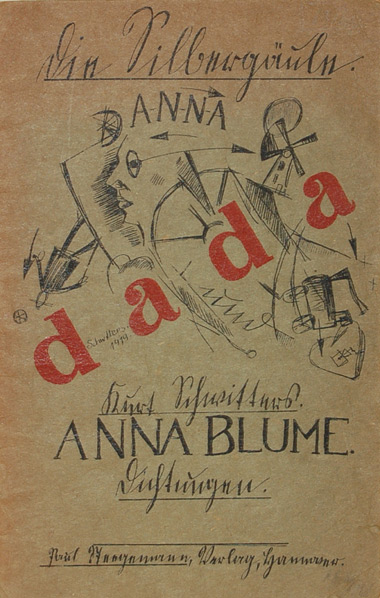 Die Silbergäule.
ANNA
dada
Schwitters.
1919.
Kurt Schwitters.
ANNA BLUME.
Dichtungen.
Paul Steegemann, Verlag, Hannover.